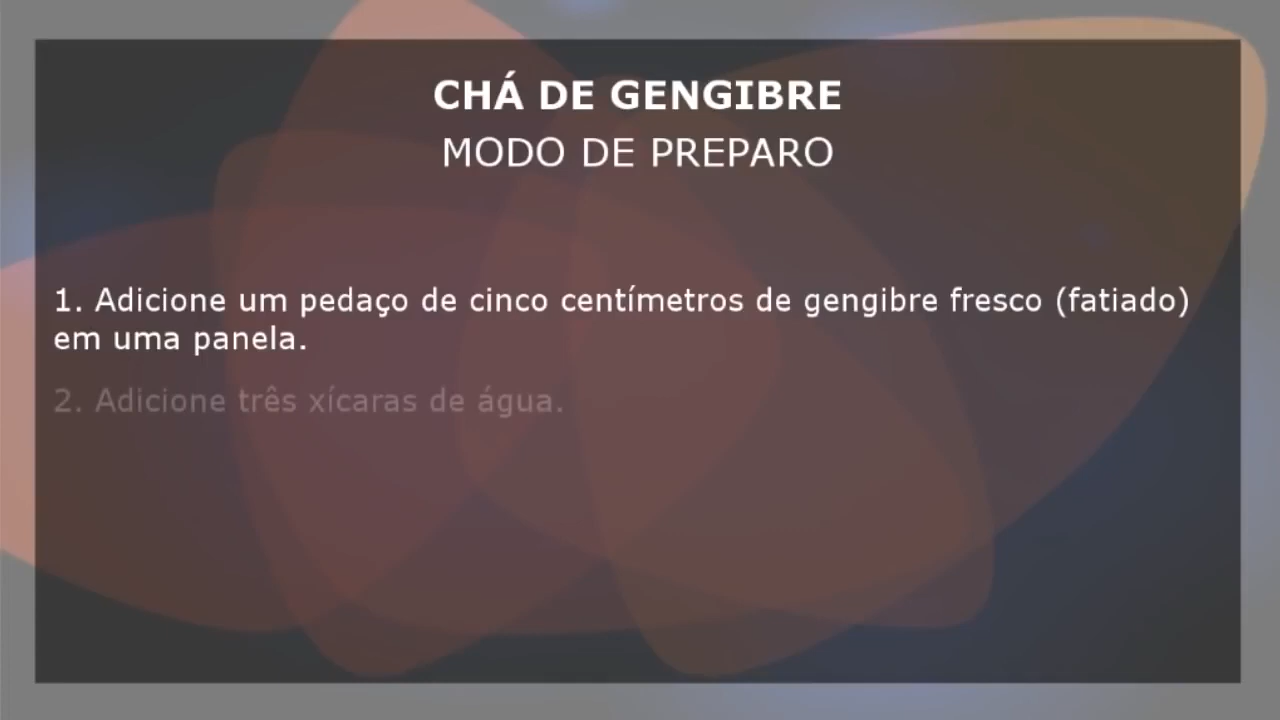 CHÁ DE GENGIBRE
MODO DE PREPARO
1. Adicione um pedaço de cinco centímetros de gengibre fresco (fatiado)
em uma panela.
2. Adicione três xícaras de água.